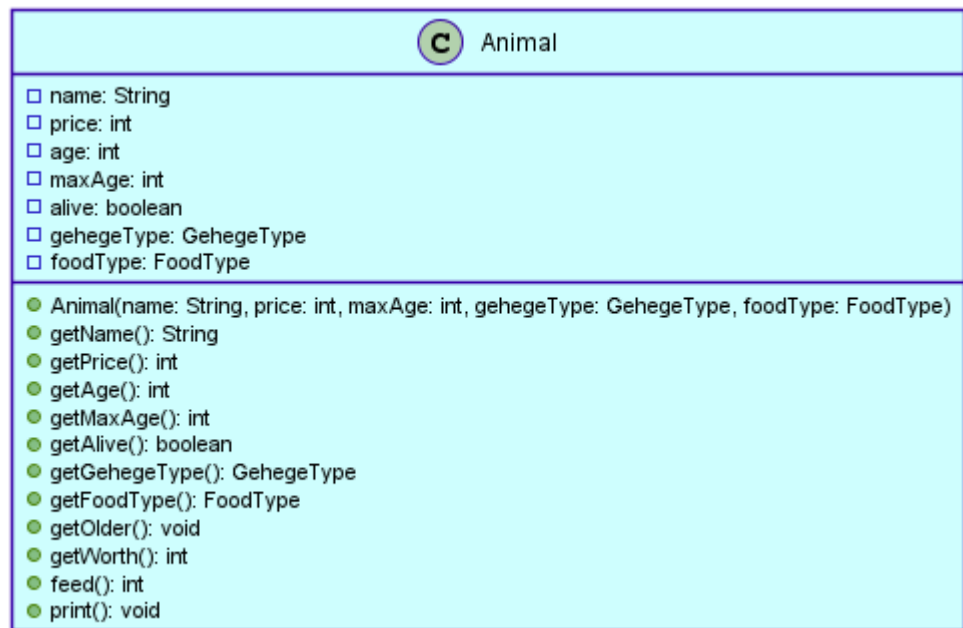 C Animal
name: String
price: int
age: int
maxAge: int
alive: boolean
gehegeType: GehegeType
foodType: FoodType
Animal(name: String, price: int, maxAge: int, gehegeType: GehegeType, foodType: FoodType)
getName(): String
getPrice(): int
getAge(): int
getMaxAge(): int
getAlive(): boolean
getGehegeType(): GehegeType
getFoodType(): FoodType
getOlder(): void
getWorth(): int
feed(): int
print(): void